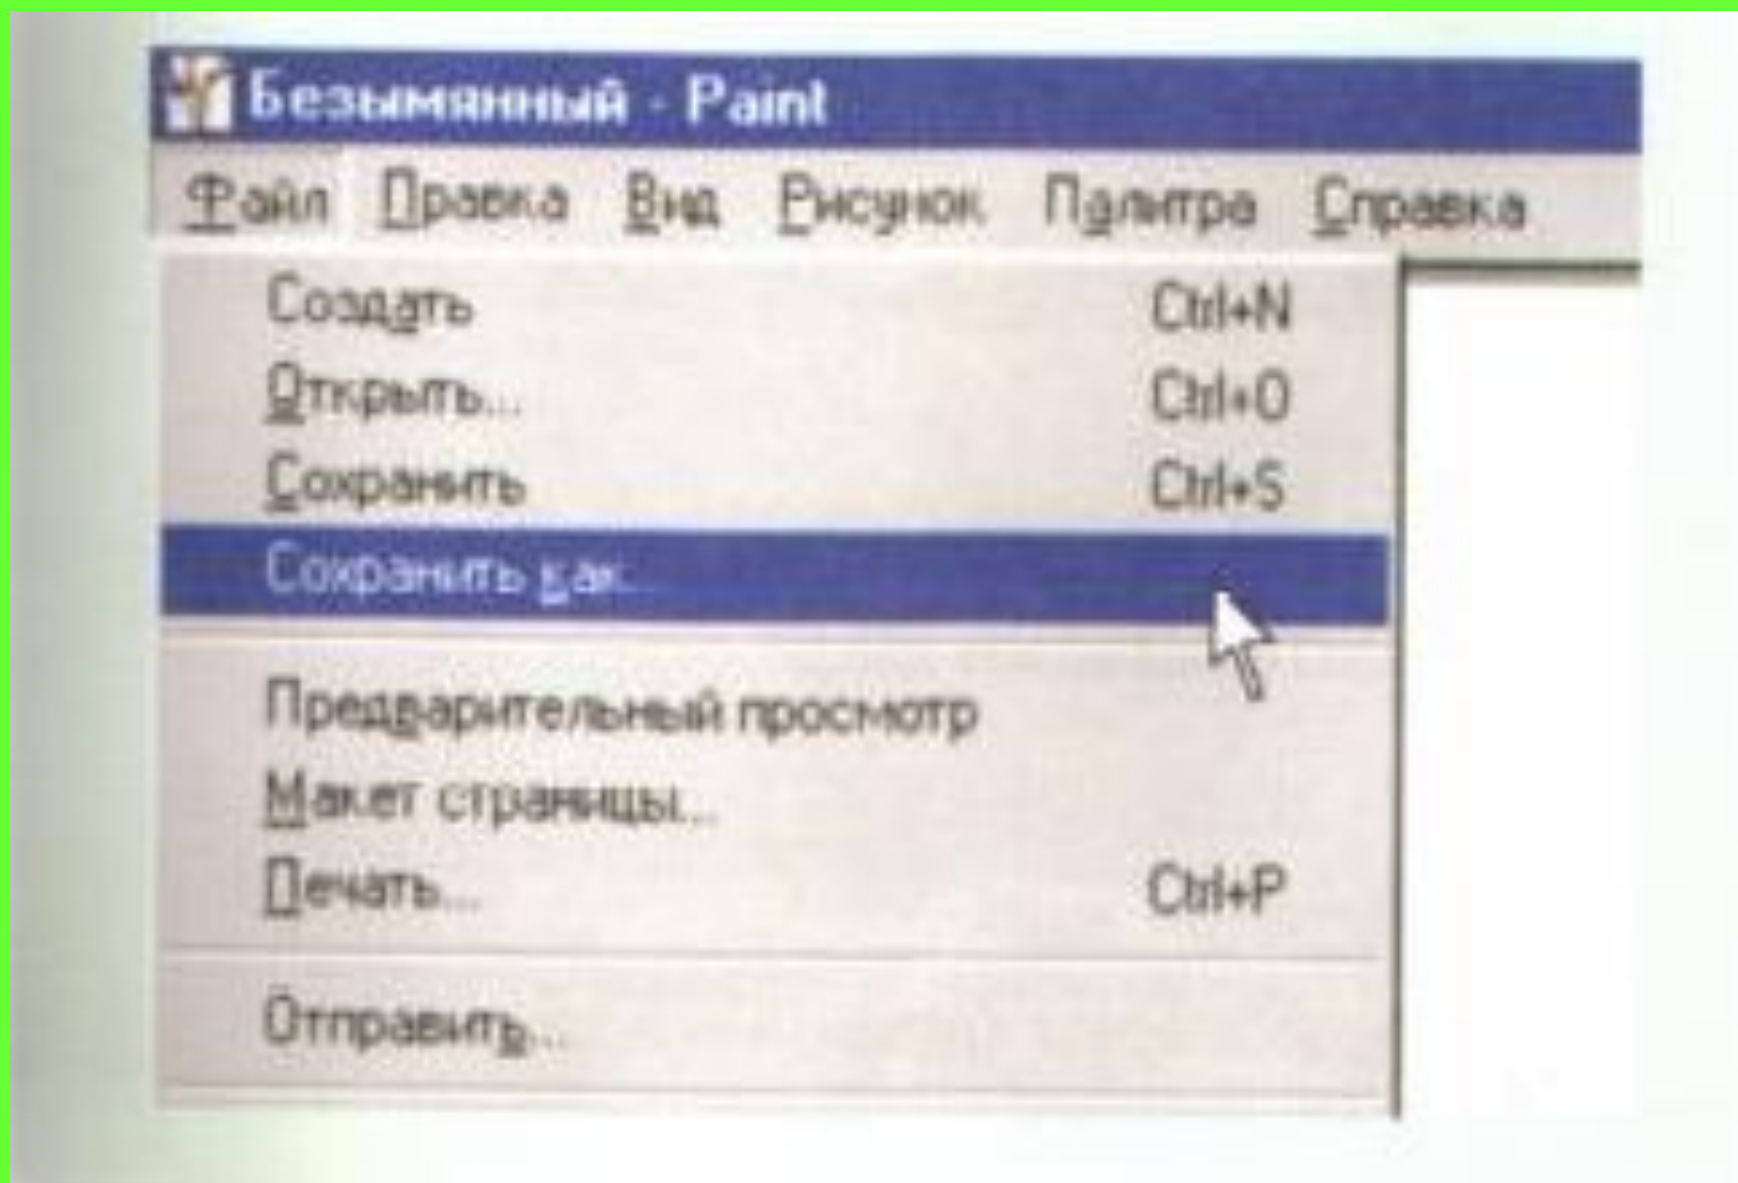 Безымянный - Paint
Файл Правка Вид Рисунок Палитра Справка
Создать Ctrl+N
Открыть... Ctrl+O
Сохранить Ctrl+S
Сохранить как...
Предварительный просмотр
Макет страницы...
Печать... Ctrl+P
Отправить...